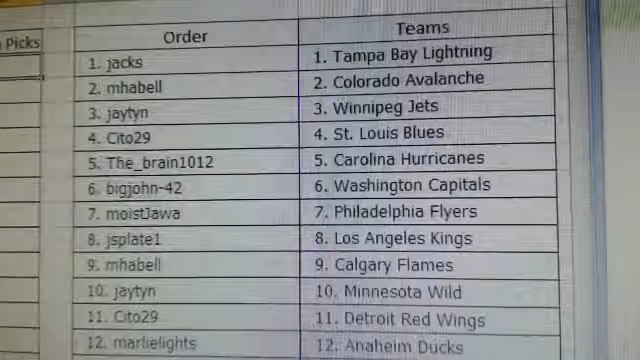 Picks
Order Teams
1. jacks 1. Tampa Bay Lightning
2. mhabell 2. Colorado Avalanche
3. jaytyn 3. Winnipeg Jets
4. Cito29 4. St. Louis Blues
5. The_brain1012 5. Carolina Hurricanes
6. bigjohn-42 6. Washington Capitals
7. moistJawa 7. Philadelphia Flyers
8. jsplate1 8. Los Angeles Kings
9. mhabell 9. Calgary Flames
10. jaytyn 10. Minnesota Wild
11. Cito29 11. Detroit Red Wings
12. marlielights 12. Anaheim Ducks